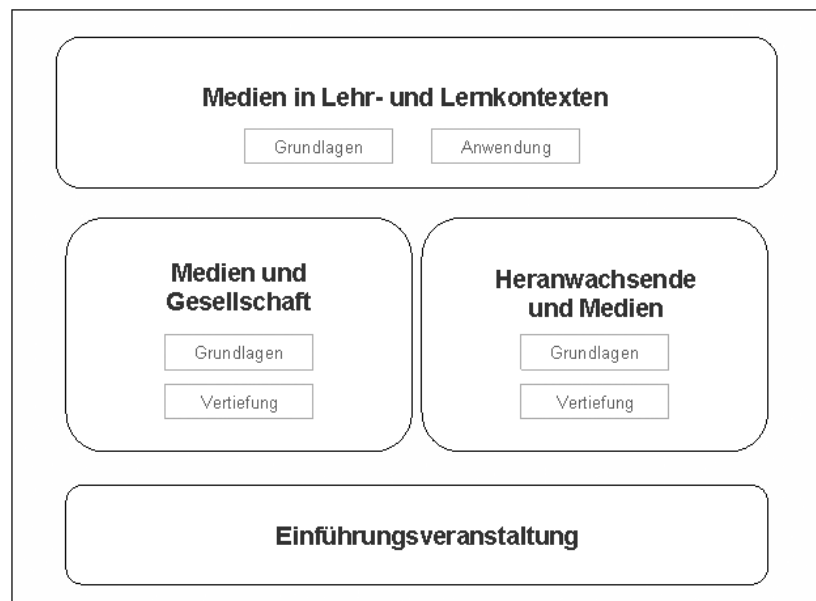 Medien in Lehr- und Lernkontexten
Grundlagen
Anwendung
Medien und
Gesellschaft
Grundlagen
Vertiefung
Heranwachsende
und Medien
Grundlagen
Vertiefung
Einführungsveranstaltung